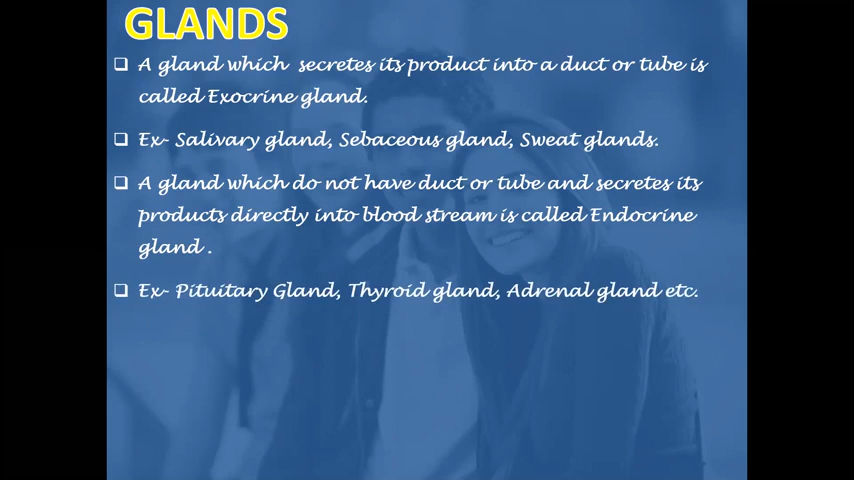 GLANDS
❑ A gland which secretes its product into a duct or tube is
called Exocrine gland.
❑ Ex- Salivary gland, Sebaceous gland, Sweat glands.
❑ A gland which do not have duct or tube and secretes its
products directly into blood stream is called Endocrine
gland .
❑ Ex- Pituitary Gland, Thyroid gland, Adrenal gland etc.